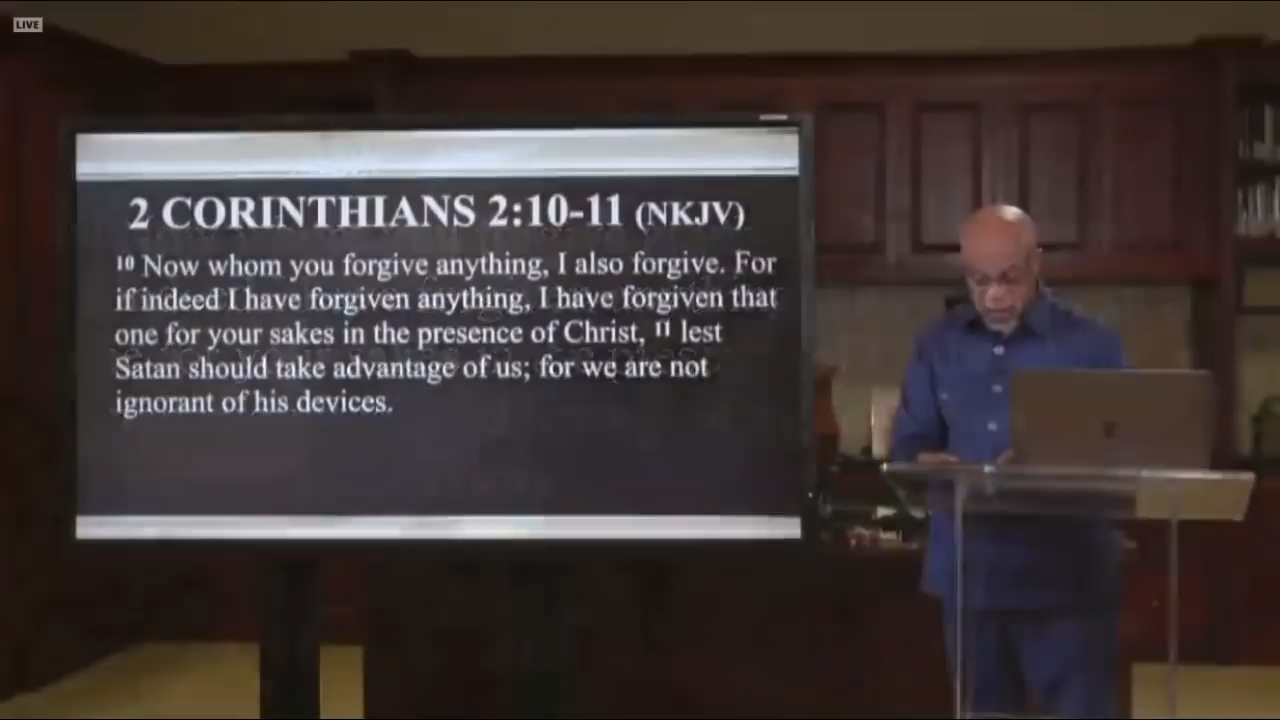 LIVE
2 CORINTHIANS 2:10-11 (NKJV)
10 Now whom you forgive anything, I also forgive. For
if indeed I have forgiven anything, I have forgiven that
one for your sakes in the presence of Christ, 11 lest
Satan should take advantage of us; for we are not
ignorant of his devices.